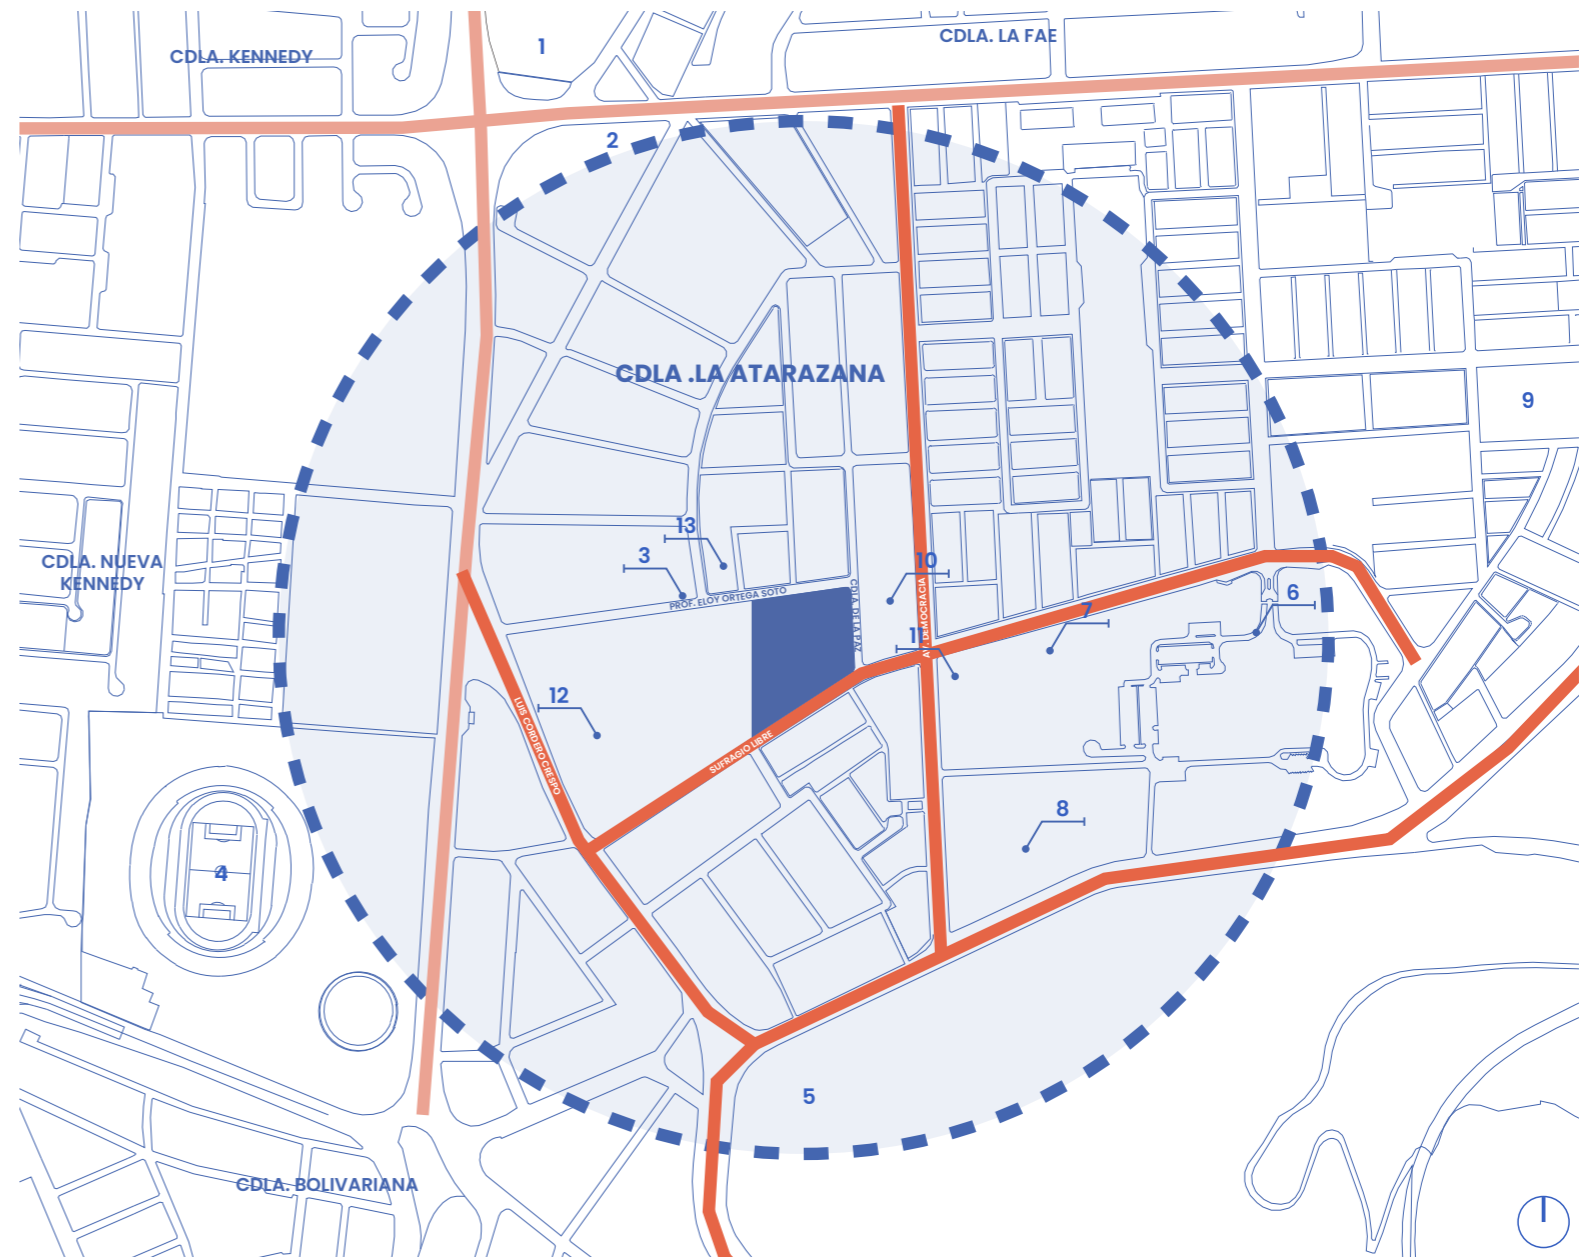 CDLA. LA FAE
1
CDLA. KENNEDY
2
CDLA .LA ATARAZANA
9
13
3
10
CDLA. NUEVA
KENNEDY
PROF. ELOY ORTEGA SOTO
CDLA. DE LA PAZ
AV. DEMOCRACIA
6
7
11
12
LUIS CORDERO CRESPO
SUFRAGIO LIBRE
8
4
5
CDLA. BOLIVARIANA